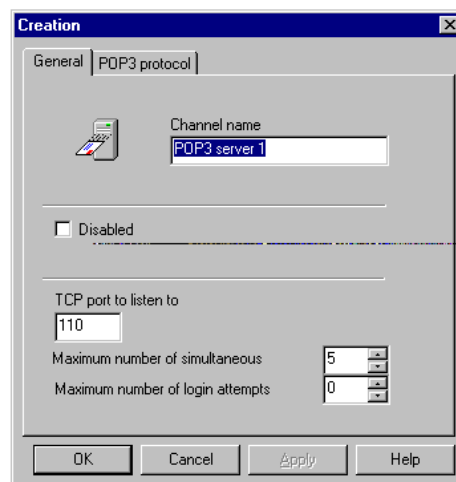 Creation
General POP3 protocol
Channel name
POP3 server 1
Disabled
TCP port to listen to
110
Maximum number of simultaneous 5
Maximum number of login attempts 0
OK Cancel Apply Help